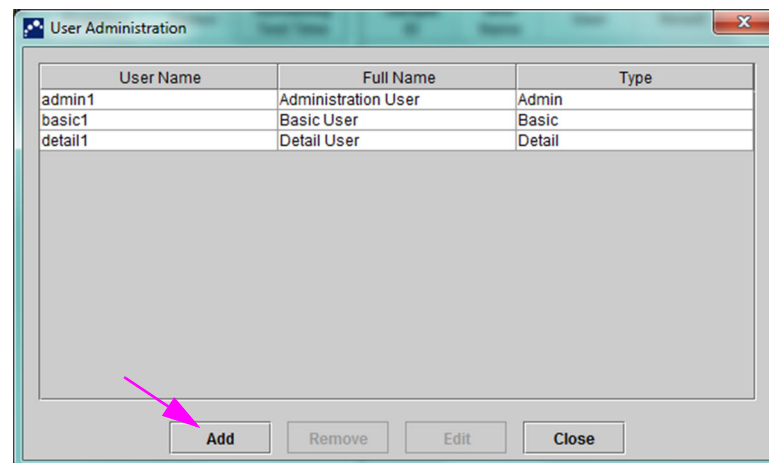 User Administration
User Name Full Name Type
admin1 Administration User Admin
basic1 Basic User Basic
detail1 Detail User Detail
Add Remove Edit Close